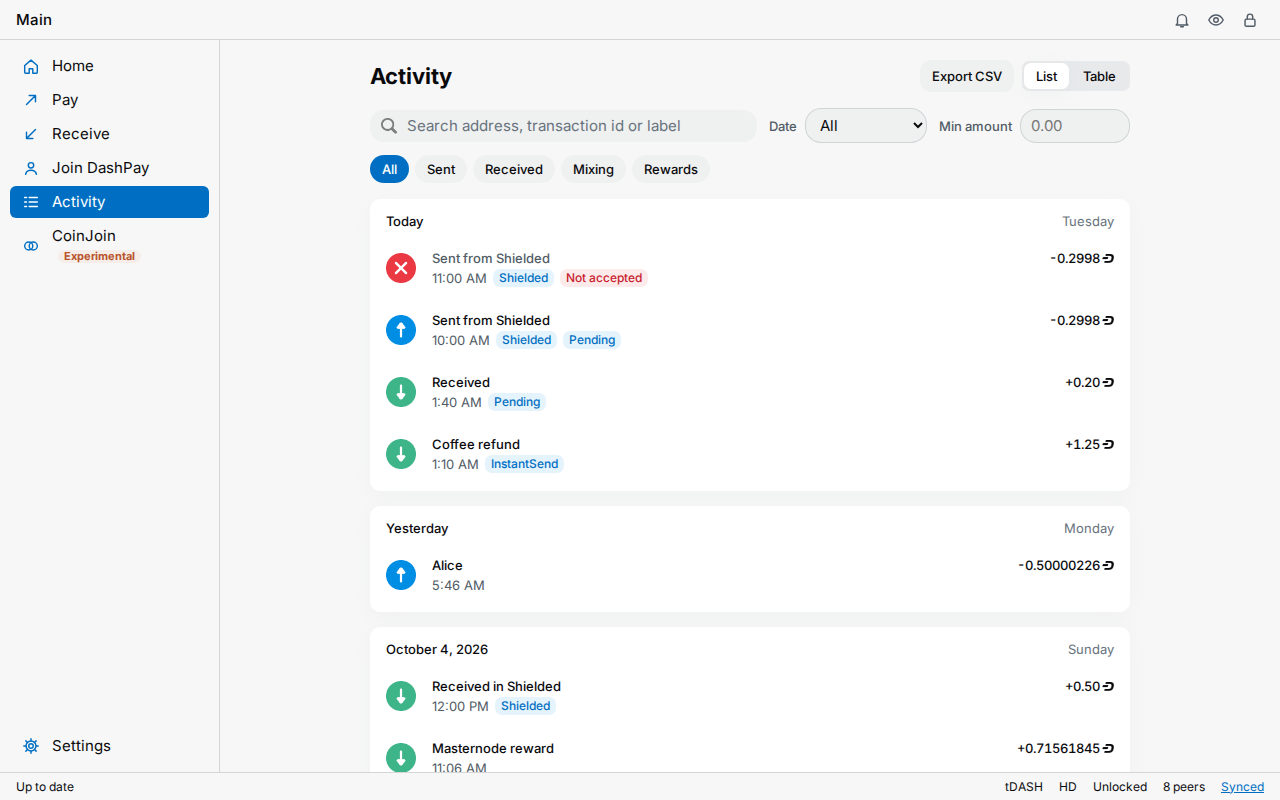 Main
Home
Pay
Receive
Join DashPay
Activity
CoinJoin
Experimental
Settings
Activity
Export CSV
List
Table
Search address, transaction id or label
Date
All
Min amount
0.00
All
Sent
Received
Mixing
Rewards
Today
Tuesday
Sent from Shielded
-0.2998
11:00 AM Shielded Not accepted
Sent from Shielded
-0.2998
10:00 AM Shielded Pending
Received
+0.20
1:40 AM Pending
Coffee refund
+1.25
1:10 AM InstantSend
Yesterday
Monday
Alice
-0.50000226
5:46 AM
October 4, 2026
Sunday
Received in Shielded
+0.50
12:00 PM Shielded
Masternode reward
+0.71561845
11:06 AM
Up to date
tDASH
HD
Unlocked
8 peers
Synced